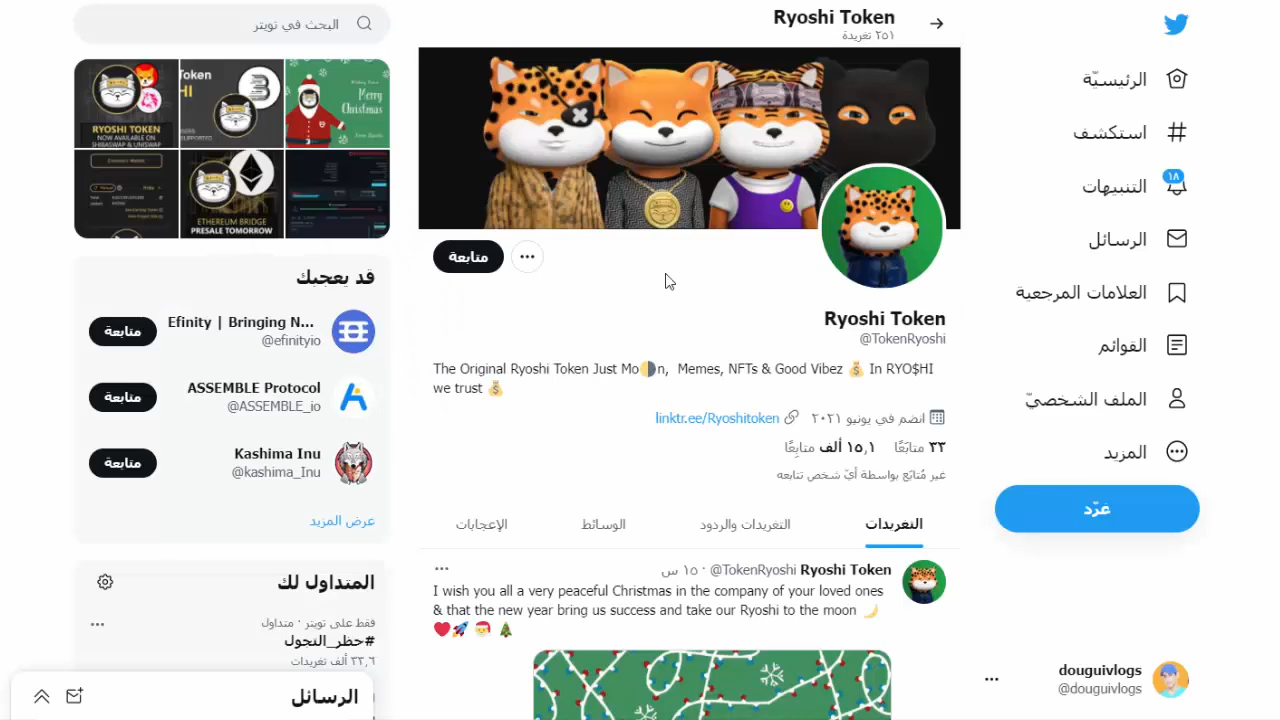 الرئيسيّة
استكشف
١٨
التنبيهات
الرسائل
العلامات المرجعية
القوائم
الملف الشخصيّ
المزيد
غرّد
douguivlogs
@douguivlogs
Ryoshi Token
٢٥١ تغريدة
متابعة
Ryoshi Token
@TokenRyoshi
The Original Ryoshi Token Just Mo🌗n, Memes, NFTs & Good Vibez 💰 In RYO$HI
we trust 💰
انضم في يونيو ٢٠٢١ linktr.ee/Ryoshitoken
٣٣ متابَعًا ١٥,١ ألف متابِعًا
غير مُتابَع بواسطة أيّ شخص تتابعه
التغريدات
التغريدات والردود
الوسائط
الإعجابات
Ryoshi Token @TokenRyoshi · ١٥ س
I wish you all a very peaceful Christmas in the company of your loved ones
& that the new year bring us success and take our Ryoshi to the moon 🌙
❤️🚀 🎅 🎄
البحث في تويتر
RYOSHI TOKEN
NOW AVAILABLE ON
SHIBASWAP & UNISWAP
Token
HI
SUPPORTED
Merry
Christmas
ETHEREUM BRIDGE
PRESALE TOMORROW
قد يعجبك
Efinity | Bringing N...
@efinityio
متابعة
ASSEMBLE Protocol
@ASSEMBLE_io
متابعة
Kashima Inu
@kashima_Inu
متابعة
عرض المزيد
المتداول لك
فقط على تويتر · متداول
#حظر_التجول
٣٣,٦ ألف تغريدات
الرسائل